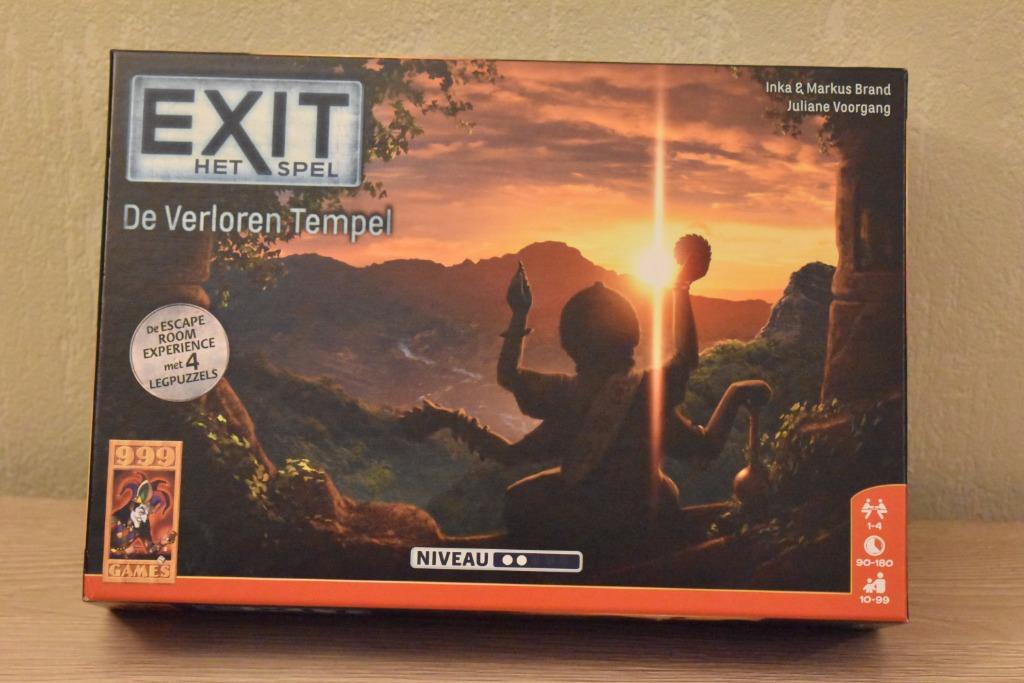 EXIT
HET SPEL
De Verloren Tempel
Inka & Markus Brand
Juliane Voorgang
De ESCAPE
ROOM
EXPERIENCE
met 4
LEGPUZZELS
999
GAMES
NIVEAU
1-4
90-180
10-99